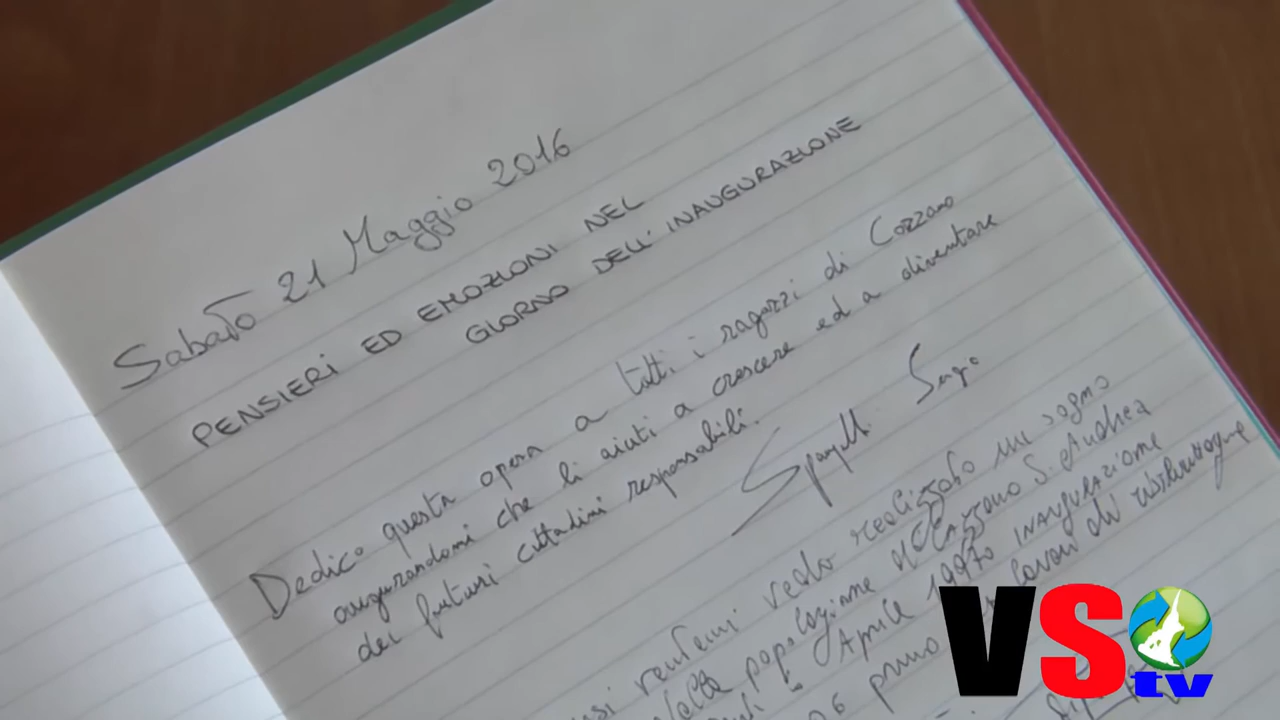 Sabato 21 Maggio 2016
PENSIERI ED EMOZIONI NEL
GIORNO DELL'INAUGURAZIONE
Dedico questa opera a tutti i ragazzi di Cozzano
augurandomi che li aiuti a crescere ed a diventare
dei futuri cittadini responsabili.
Sergio
vedo realizzato un sogno
della popolazione di S. Andrea
Aprile 1997 INAUGURAZIONE
primo lavori di
VS
tv